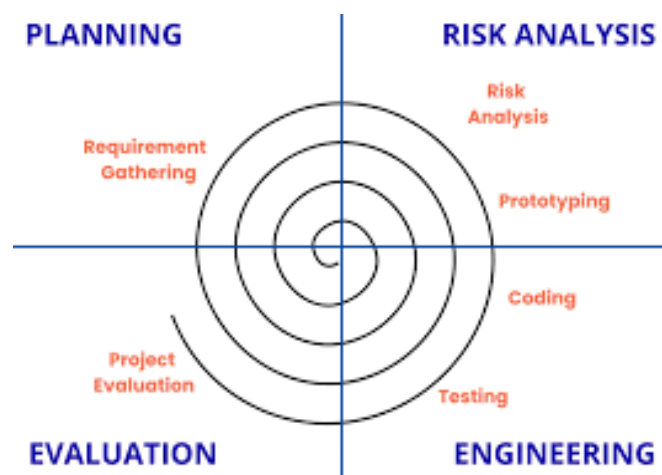 PLANNING
RISK ANALYSIS
Risk
Analysis
Requirement
Gathering
Prototyping
Coding
Project
Evaluation
Testing
EVALUATION
ENGINEERING